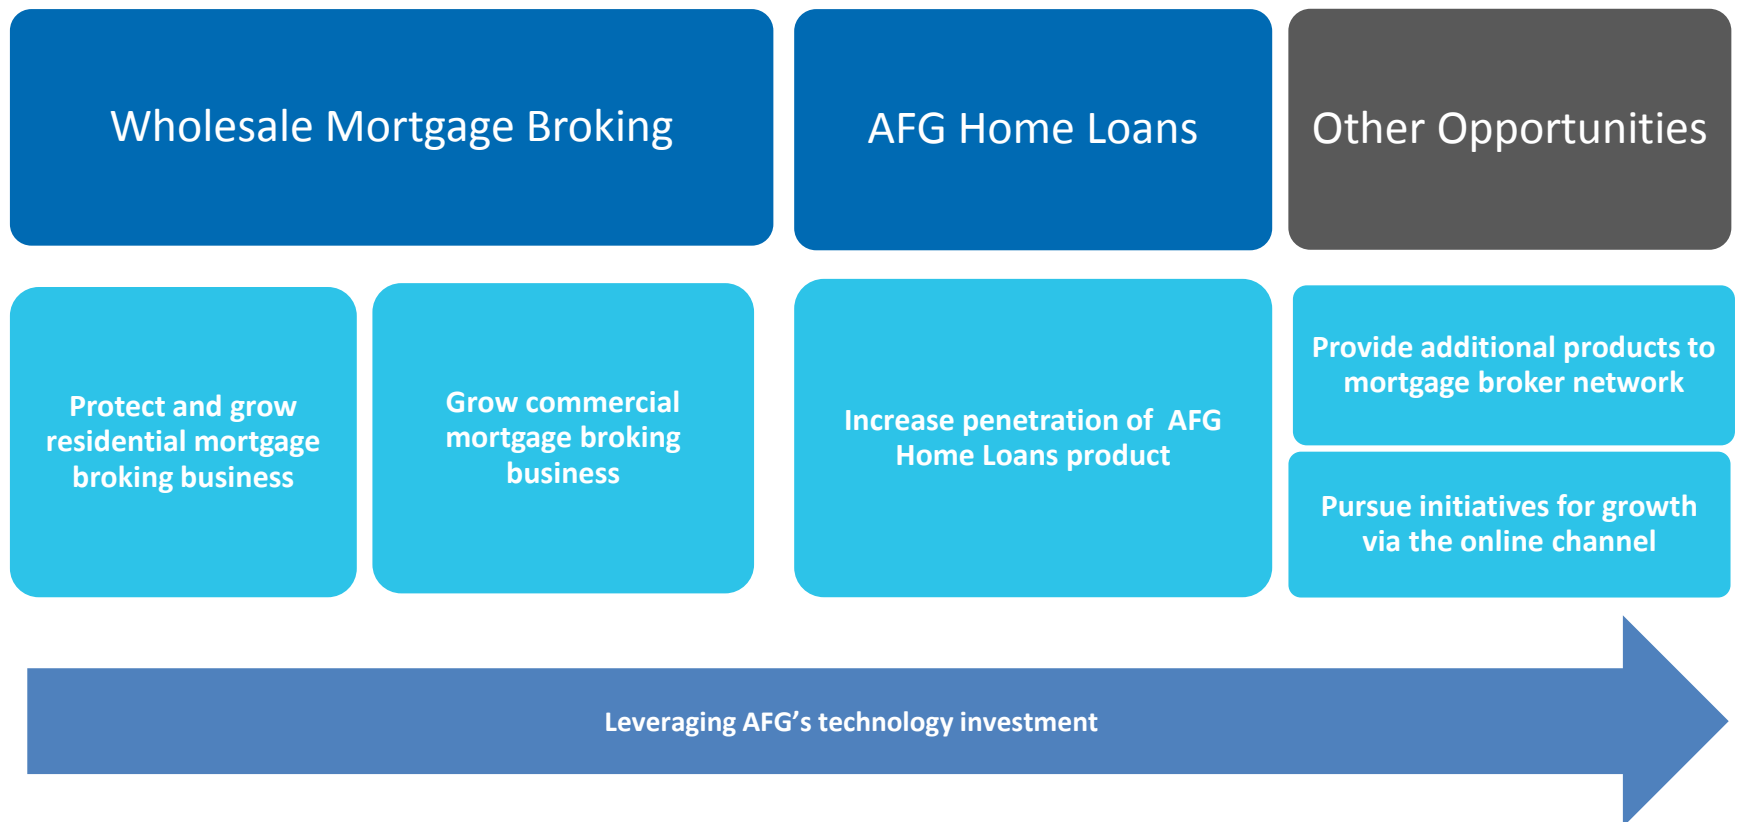 Wholesale Mortgage Broking
AFG Home Loans
Other Opportunities
Protect and grow
residential mortgage
broking business
Grow commercial
mortgage broking
business
Increase penetration of  AFG
Home Loans product
Provide additional products to
mortgage broker network
Pursue initiatives for growth
via the online channel
Leveraging AFG’s technology investment